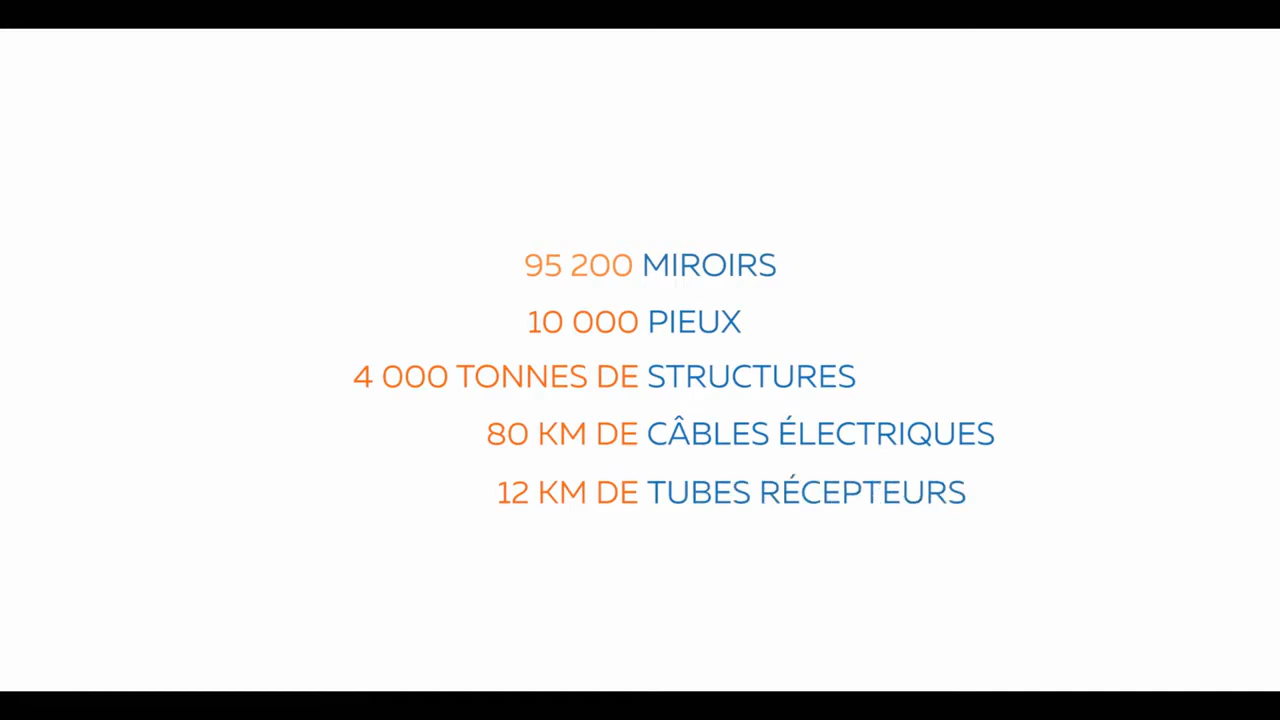 95 200 MIROIRS
10 000 PIEUX
4 000 TONNES DE STRUCTURES
80 KM DE CÂBLES ÉLECTRIQUES
12 KM DE TUBES RÉCEPTEURS